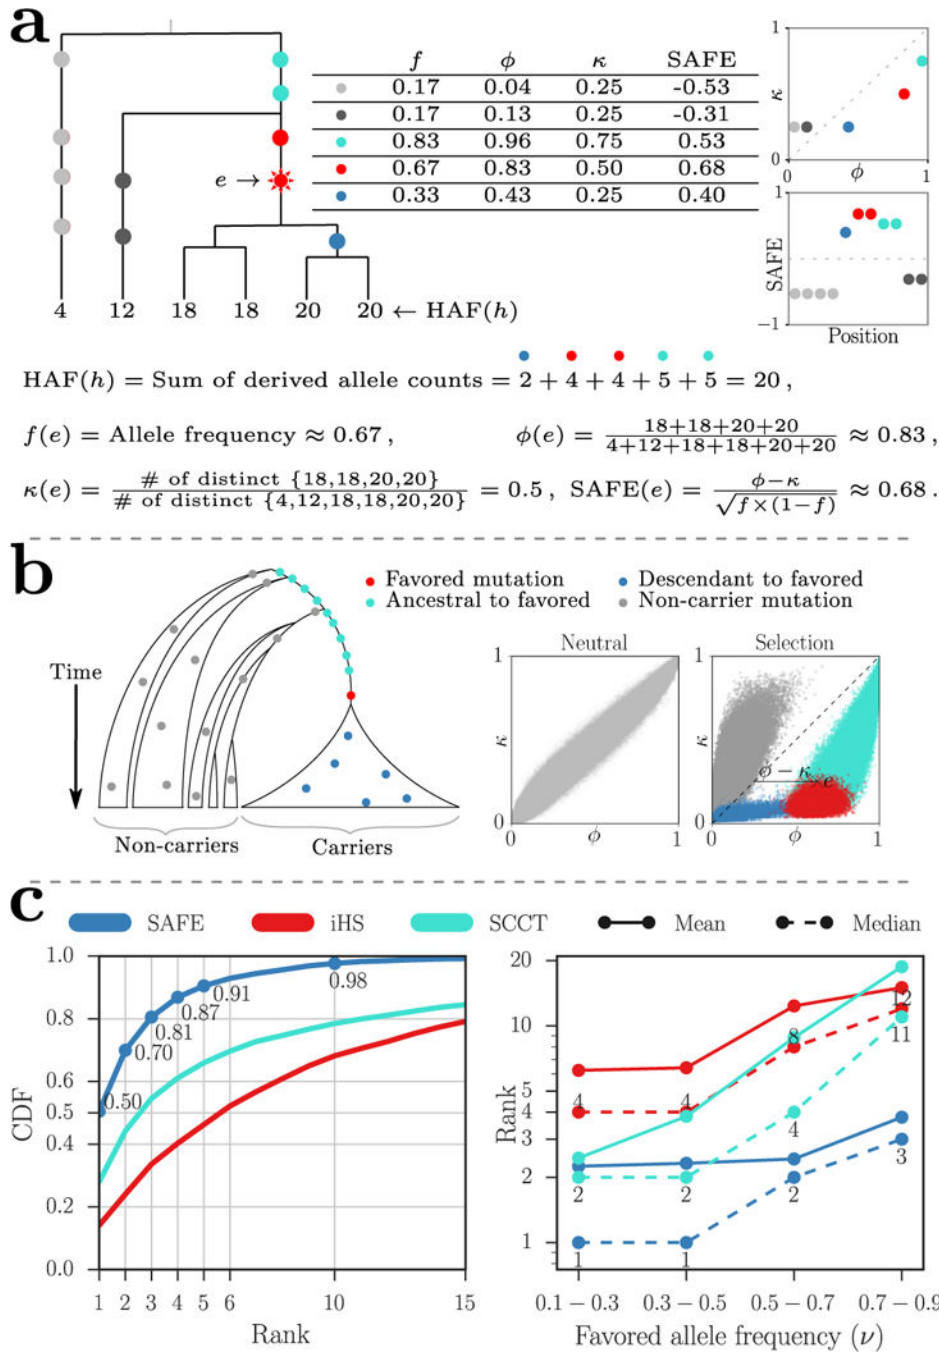 a
f ϕ κ SAFE
0.17 0.04 0.25 -0.53
0.17 0.13 0.25 -0.31
0.83 0.96 0.75 0.53
0.67 0.83 0.50 0.68
0.33 0.43 0.25 0.40
e →
4 12 18 18 20 20 ← HAF(h)
1
κ
0
0 ϕ 1
1
SAFE
−1
Position
HAF(h) = Sum of derived allele counts = 2 + 4 + 4 + 5 + 5 = 20 ,
f(e) = Allele frequency ≈ 0.67 , ϕ(e) = 18+18+20+20 / 4+12+18+18+20+20 ≈ 0.83 ,
κ(e) = # of distinct {18,18,20,20} / # of distinct {4,12,18,18,20,20} = 0.5 , SAFE(e) = ϕ−κ / √f×(1−f) ≈ 0.68 .
b
Favored mutation Descendant to favored
Ancestral to favored Non-carrier mutation
Time
Non-carriers Carriers
Neutral
1
κ
0
0 ϕ 1
Selection
1
κ
0
ϕ − κ
e
0 ϕ 1
c
SAFE iHS SCCT Mean Median
1.0
0.8
0.6
0.5
0.4
0.2
0.0
CDF
0.50
0.70
0.81
0.87
0.91
0.98
1 2 3 4 5 6 10 15
Rank
20
10
5
4
3
2
1
Rank
4 4 8 12
2 2 4 11
1 1 2 3
0.1 − 0.3 0.3 − 0.5 0.5 − 0.7 0.7 − 0.9
Favored allele frequency (ν)